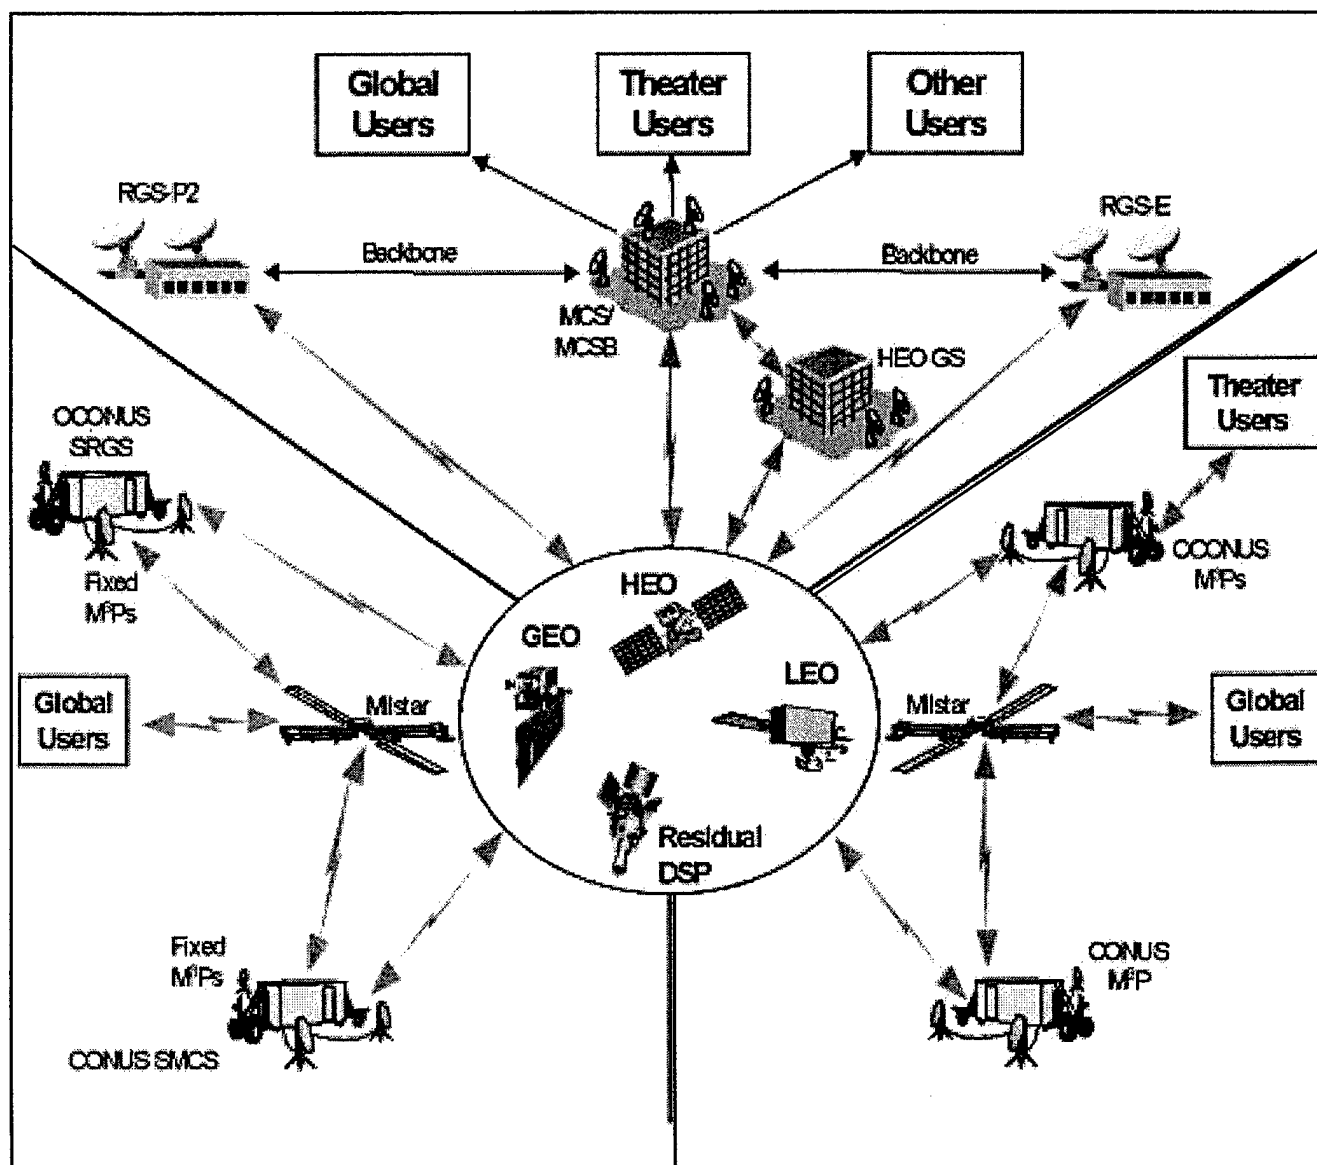 Global
Users
Theater
Users
Other
Users
RGS-P2
RGS-E
Backbone
Backbone
MCS/
MCSB
HEO GS
Theater
Users
OCONUS
SRGS
Fixed
M³Ps
OCONUS
M³Ps
HEO
GEO
LEO
Global
Users
Milstar
Milstar
Global
Users
Residual
DSP
Fixed
M³Ps
CONUS SMCS
CONUS
M³P